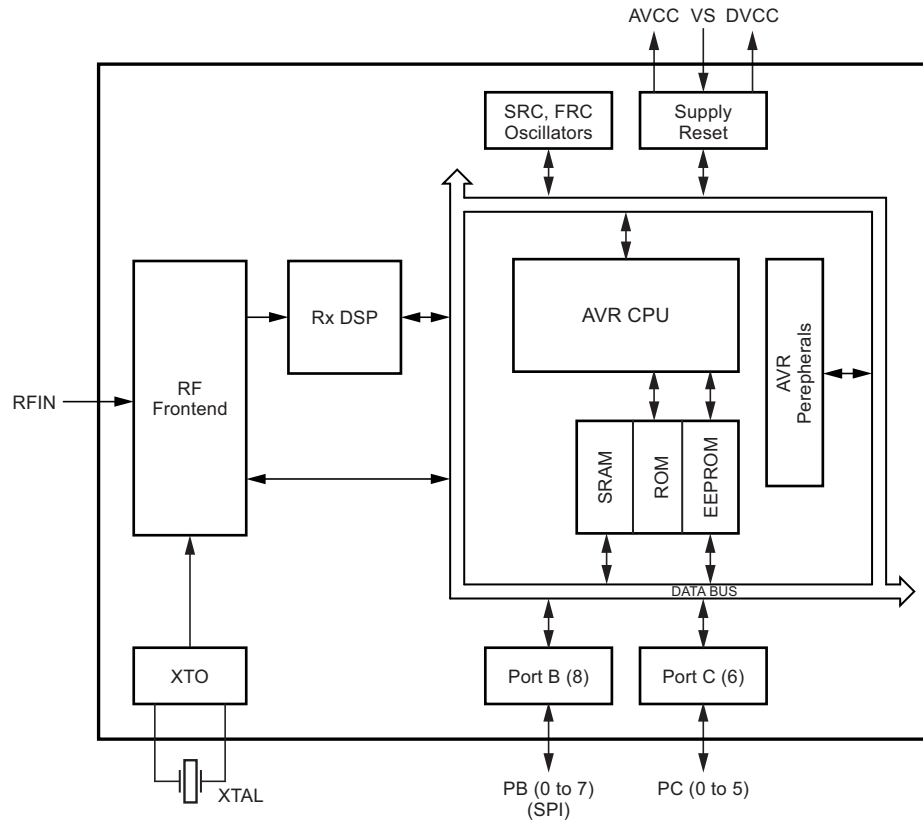 AVCC VS DVCC
SRC, FRC
Oscillators
Supply
Reset
Rx DSP
AVR CPU
AVR
Perepherals
RFIN
RF
Frontend
SRAM
ROM
EEPROM
DATA BUS
XTO
Port B (8)
Port C (6)
XTAL
PB (0 to 7)
(SPI)
PC (0 to 5)